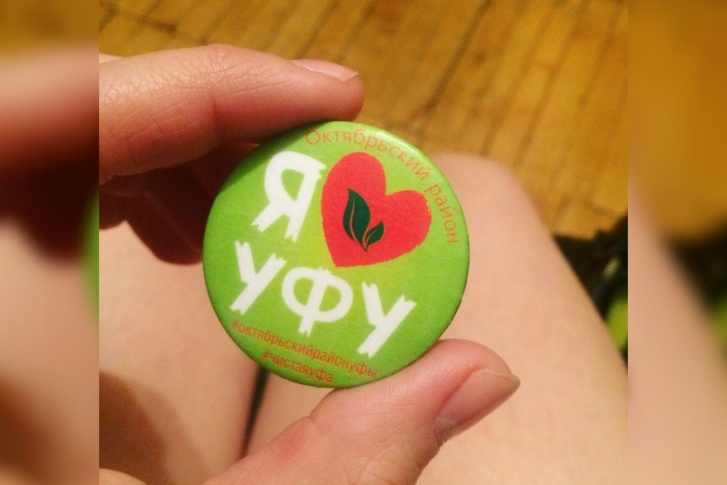 Октябрьский район
Я
УФУ
#октябрьскийрайонуфы
#чистаяуфа